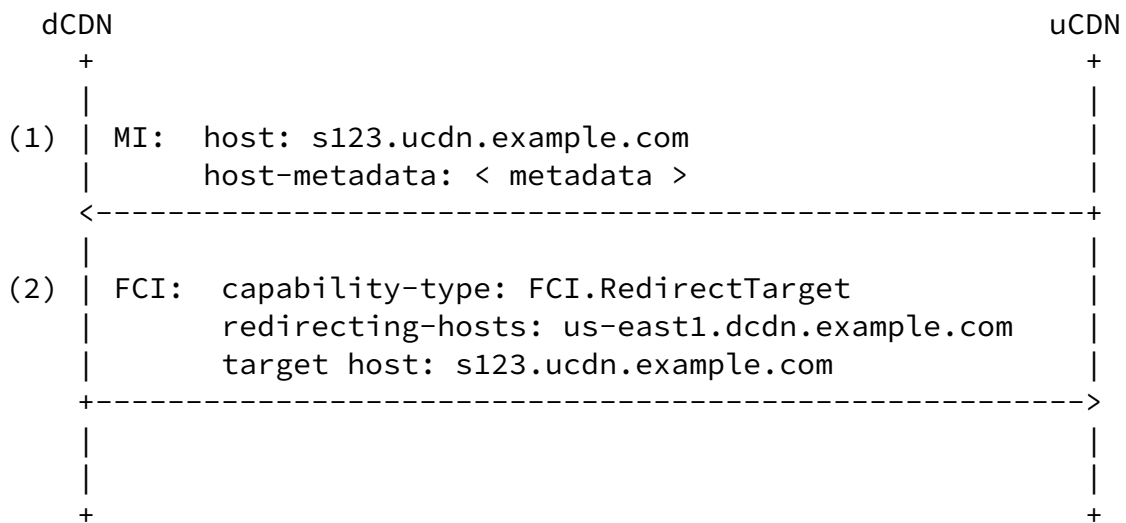 dCDN uCDN
(1) MI: host: s123.ucdn.example.com
host-metadata: < metadata >
(2) FCI: capability-type: FCI.RedirectTarget
redirecting-hosts: us-east1.dcdn.example.com
target host: s123.ucdn.example.com